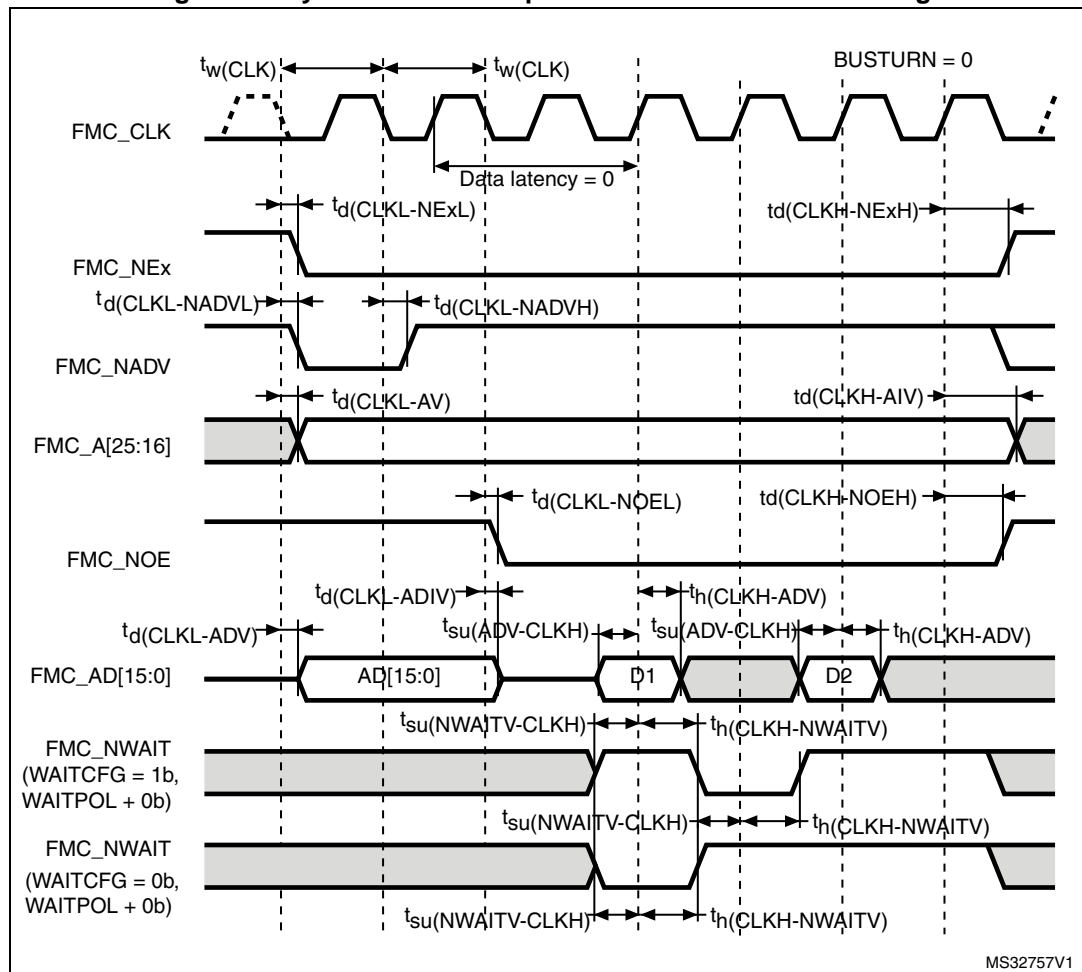 tw(CLK) tw(CLK) BUSTURN = 0
FMC_CLK
Data latency = 0
td(CLKL-NExL) td(CLKH-NExH)
FMC_NEx
td(CLKL-NADVL) td(CLKL-NADVH)
FMC_NADV
td(CLKL-AV) td(CLKH-AIV)
FMC_A[25:16]
td(CLKL-NOEL) td(CLKH-NOEH)
FMC_NOE
td(CLKL-ADIV) th(CLKH-ADV)
td(CLKL-ADV) tsu(ADV-CLKH) tsu(ADV-CLKH) th(CLKH-ADV)
FMC_AD[15:0] AD[15:0] D1 D2
tsu(NWAITV-CLKH) th(CLKH-NWAITV)
FMC_NWAIT
(WAITCFG = 1b,
WAITPOL + 0b)
tsu(NWAITV-CLKH) th(CLKH-NWAITV)
FMC_NWAIT
(WAITCFG = 0b,
WAITPOL + 0b)
tsu(NWAITV-CLKH) th(CLKH-NWAITV)
MS32757V1